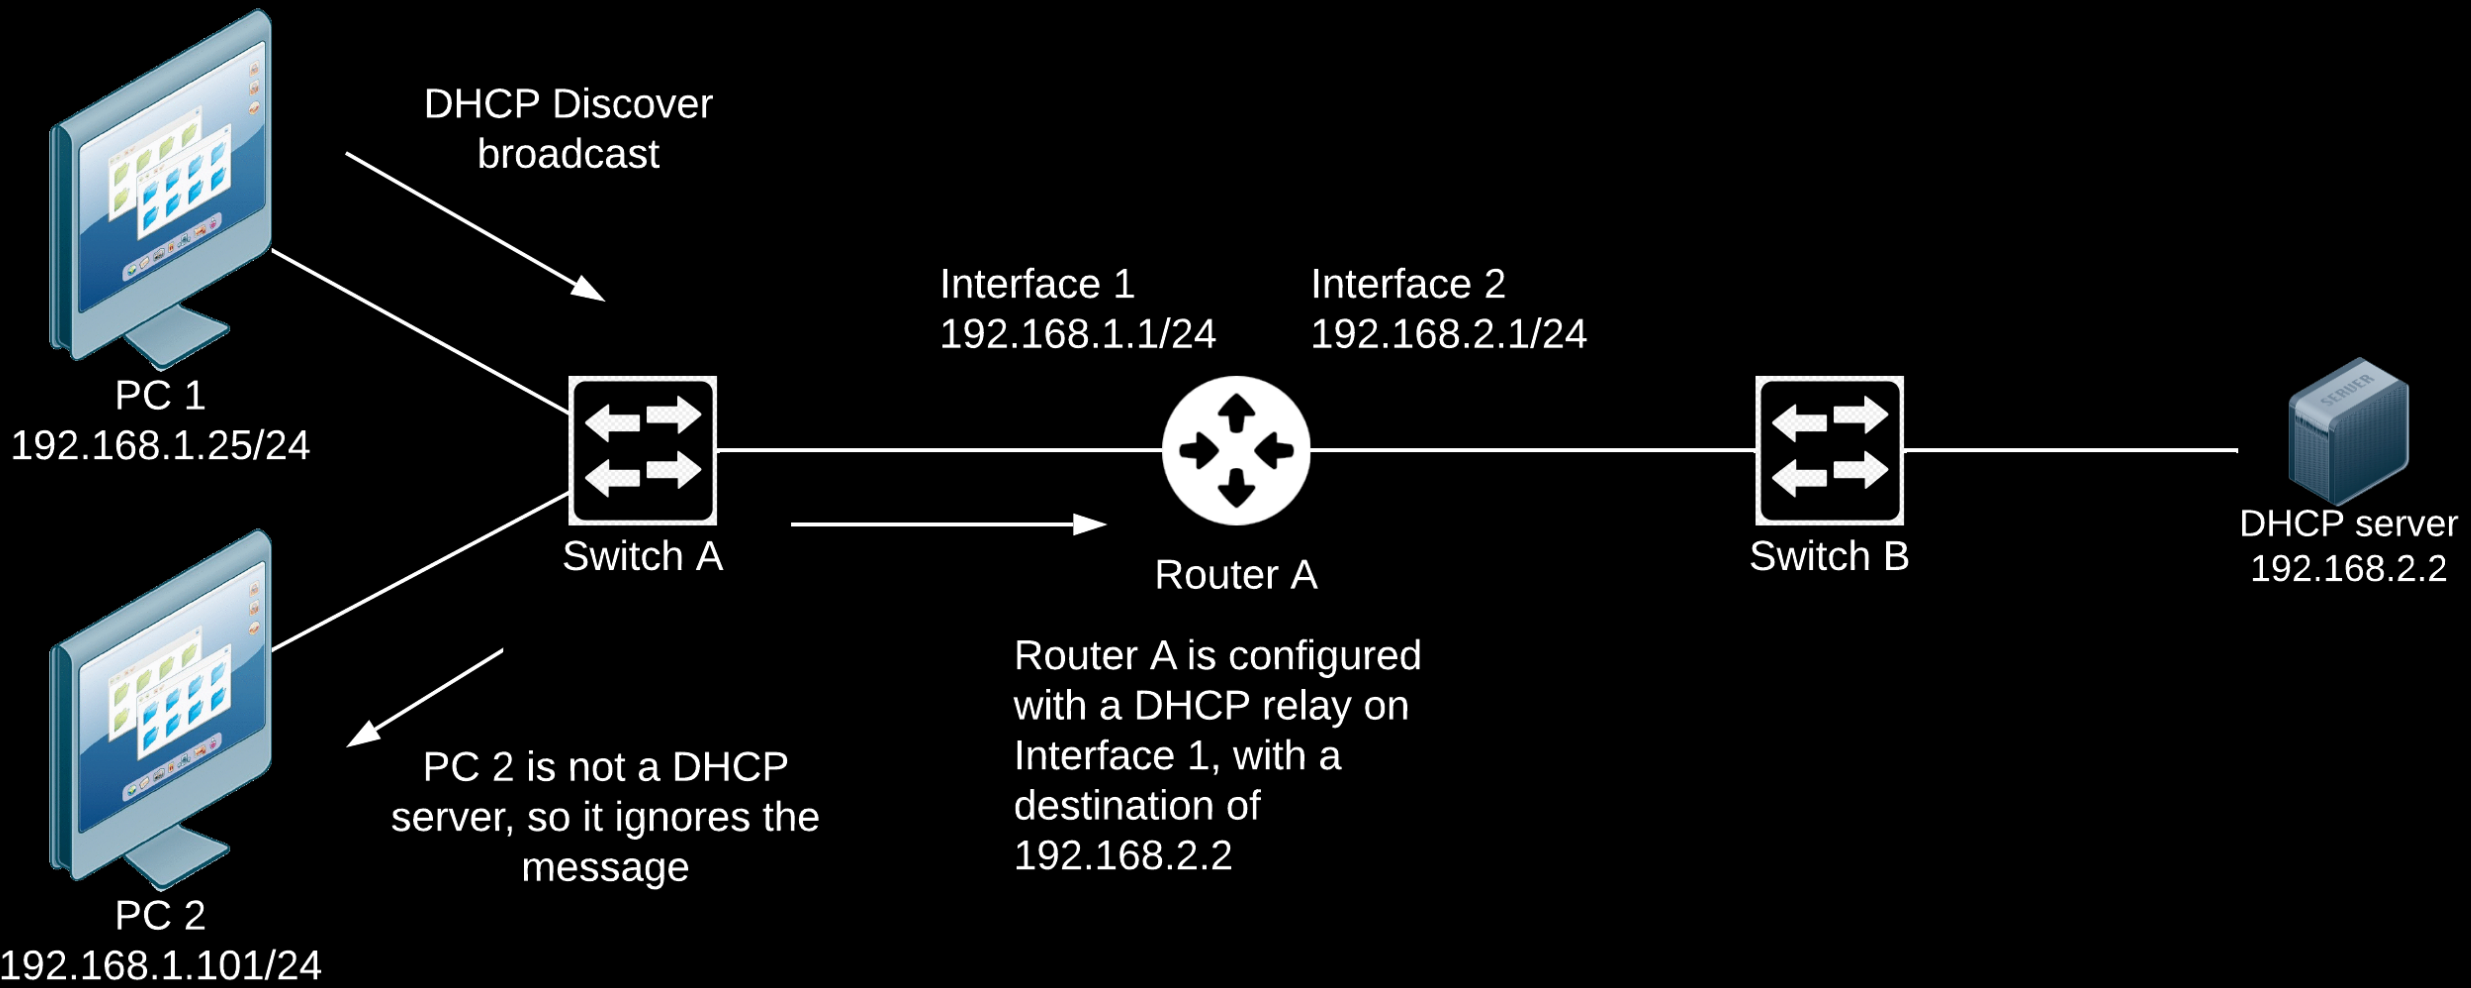 DHCP Discover
broadcast
Interface 1
192.168.1.1/24
Interface 2
192.168.2.1/24
PC 1
192.168.1.25/24
SERVER
DHCP server
192.168.2.2
Switch A
Router A
Switch B
Router A is configured
with a DHCP relay on
Interface 1, with a
destination of
192.168.2.2
PC 2 is not a DHCP
server, so it ignores the
message
PC 2
192.168.1.101/24